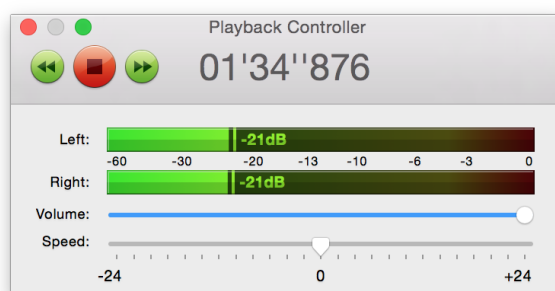 Playback Controller
01'34''876
Left: -21dB
-60 -30 -20 -13 -10 -6 -3 0
Right: -21dB
Volume:
Speed:
-24 0 +24